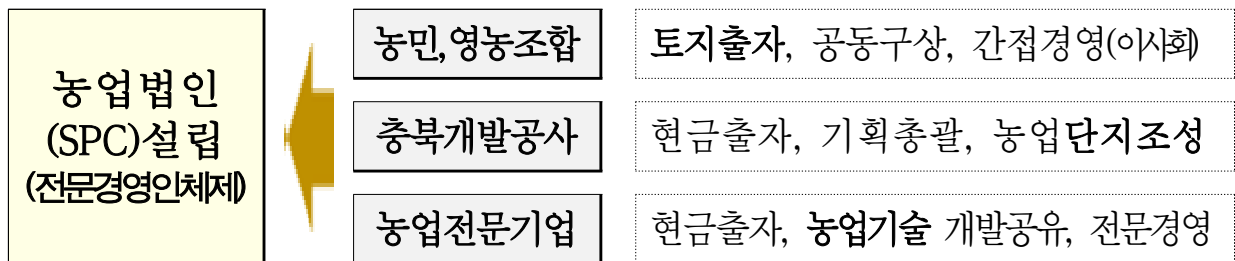 농업법인
(SPC)설립
(전문경영인체제)
농민,영농조합
토지출자, 공동구상, 간접경영(이사회)
충북개발공사
현금출자, 기획총괄, 농업단지조성
농업전문기업
현금출자, 농업기술 개발공유, 전문경영